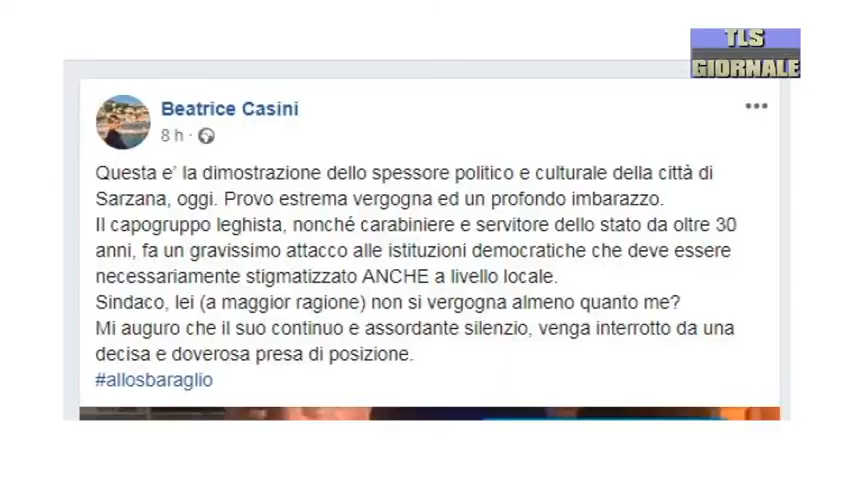 TLS
GIORNALE
Beatrice Casini
8 h ·
Questa e' la dimostrazione dello spessore politico e culturale della città di
Sarzana, oggi. Provo estrema vergogna ed un profondo imbarazzo.
Il capogruppo leghista, nonché carabiniere e servitore dello stato da oltre 30
anni, fa un gravissimo attacco alle istituzioni democratiche che deve essere
necessariamente stigmatizzato ANCHE a livello locale.
Sindaco, lei (a maggior ragione) non si vergogna almeno quanto me?
Mi auguro che il suo continuo e assordante silenzio, venga interrotto da una
decisa e doverosa presa di posizione.
#allosbaraglio